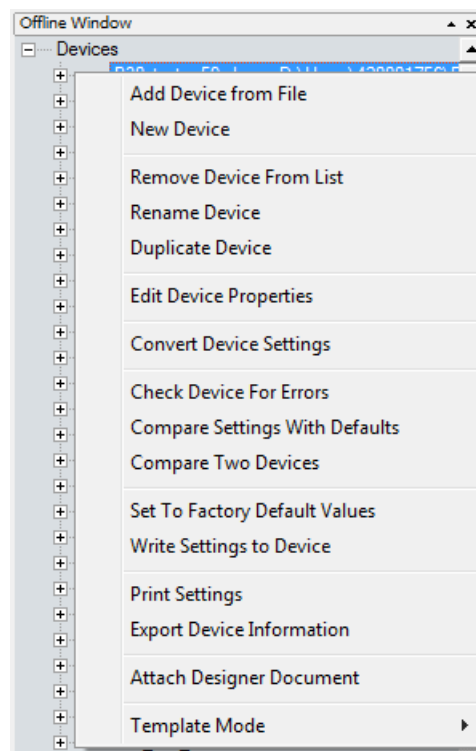 Offline Window
Devices
Add Device from File
New Device
Remove Device From List
Rename Device
Duplicate Device
Edit Device Properties
Convert Device Settings
Check Device For Errors
Compare Settings With Defaults
Compare Two Devices
Set To Factory Default Values
Write Settings to Device
Print Settings
Export Device Information
Attach Designer Document
Template Mode